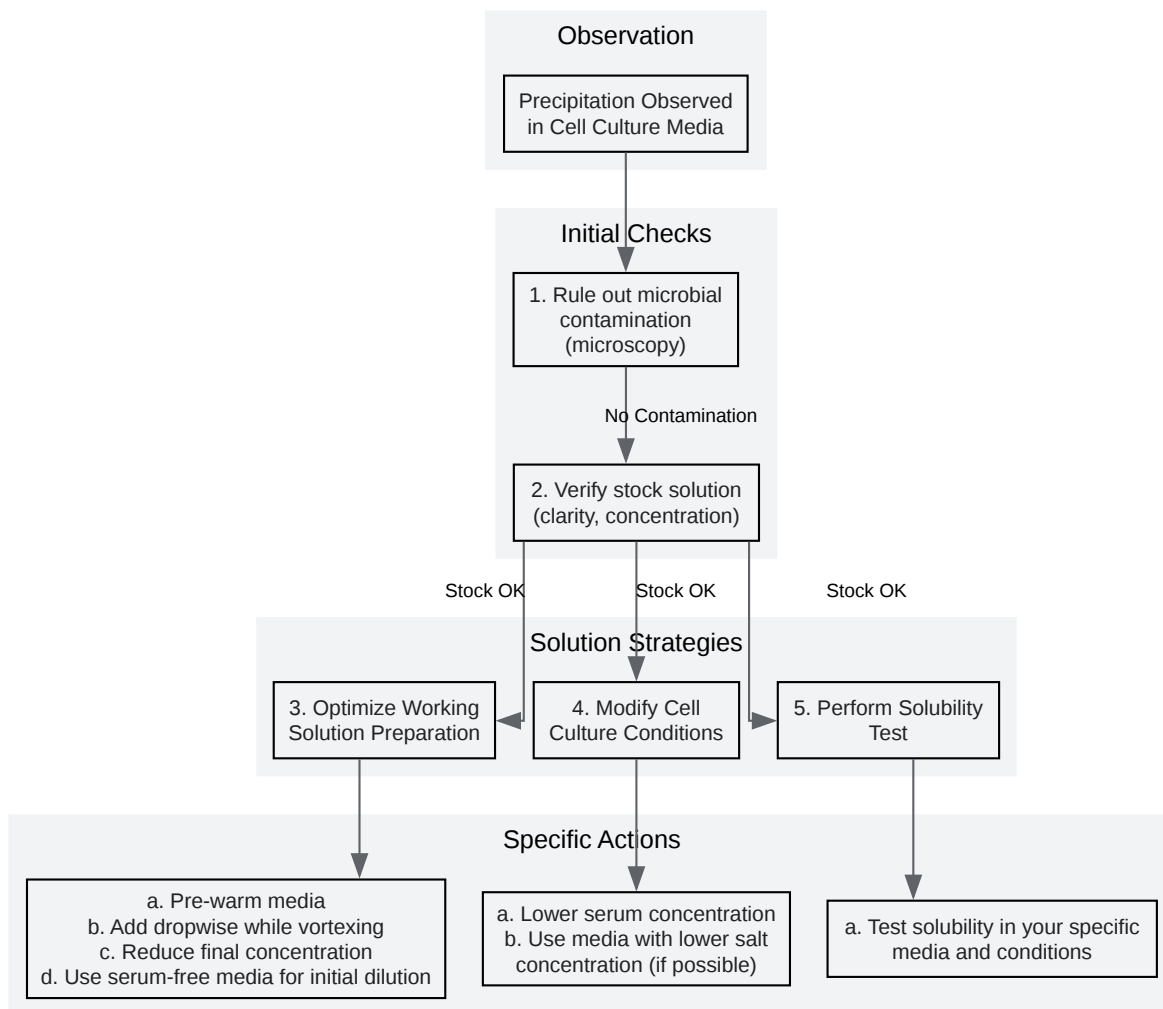 Observation
Precipitation Observed
in Cell Culture Media
Initial Checks
1. Rule out microbial
contamination
(microscopy)
No Contamination
2. Verify stock solution
(clarity, concentration)
Stock OK
Stock OK
Stock OK
Solution Strategies
3. Optimize Working
Solution Preparation
4. Modify Cell
Culture Conditions
5. Perform Solubility
Test
Specific Actions
a. Pre-warm media
b. Add dropwise while vortexing
c. Reduce final concentration
d. Use serum-free media for initial dilution
a. Lower serum concentration
b. Use media with lower salt
concentration (if possible)
a. Test solubility in your specific
media and conditions